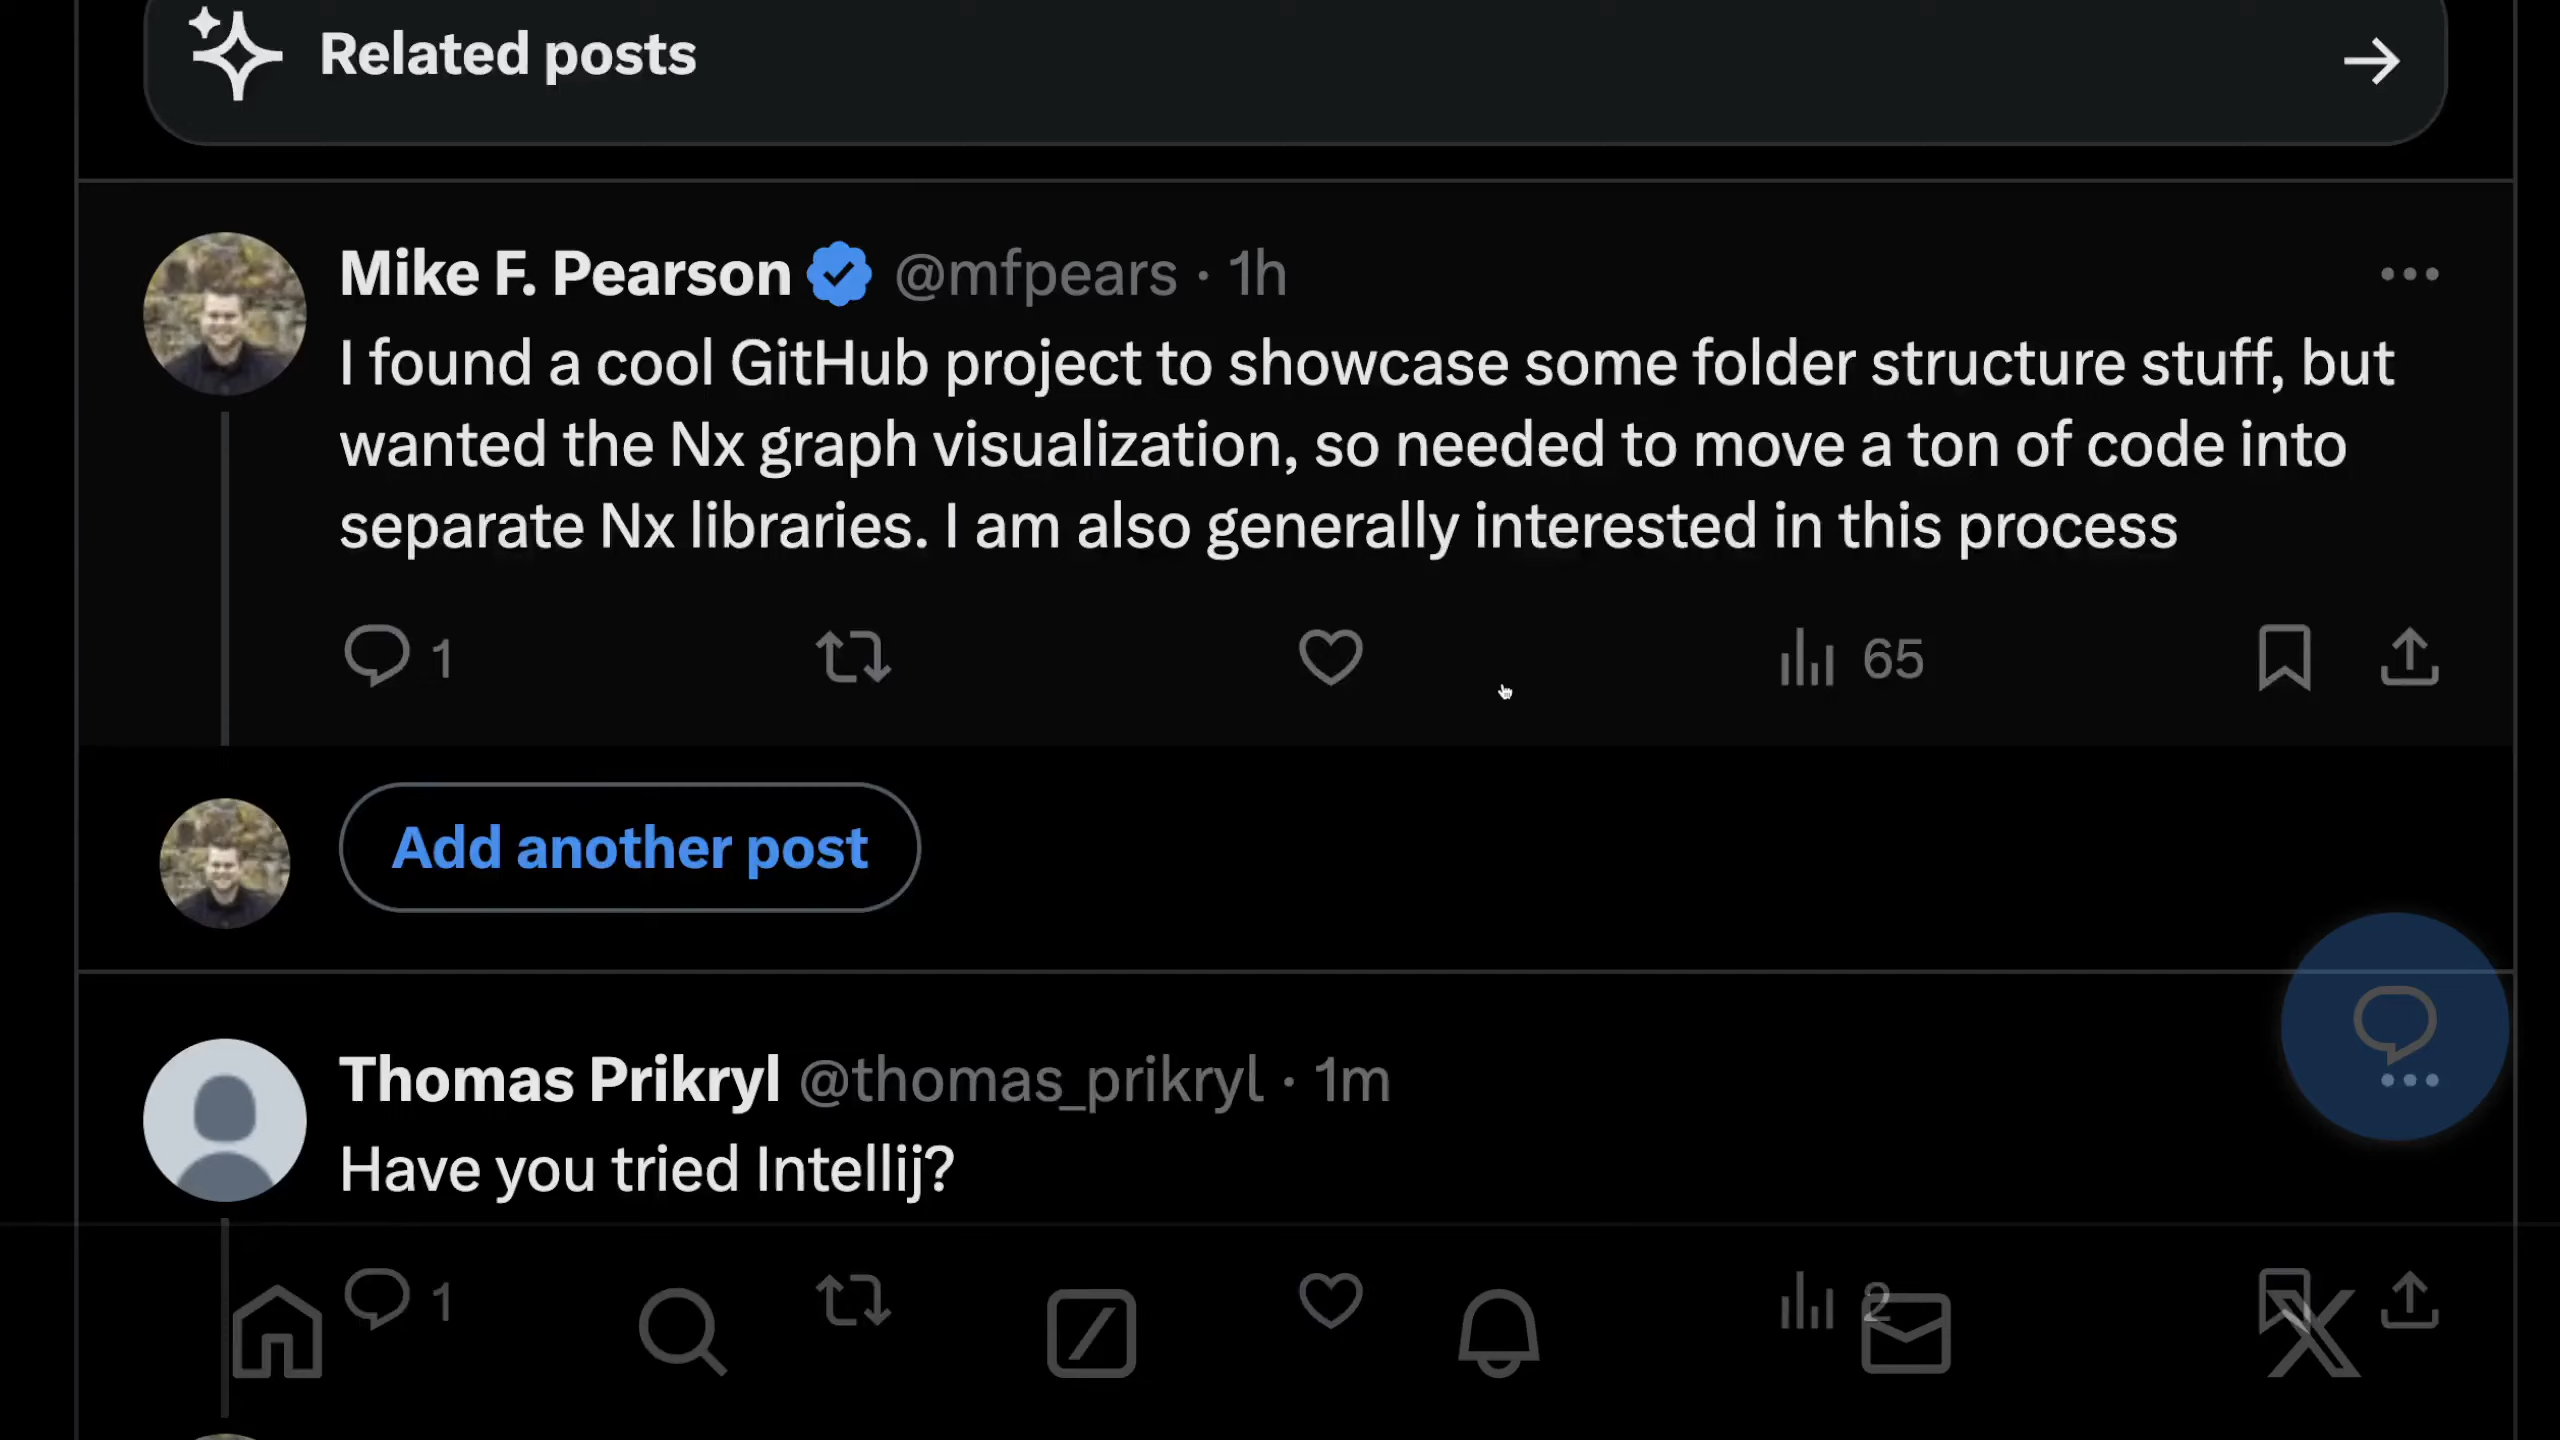 Related posts
Mike F. Pearson @mfpears · 1h
I found a cool GitHub project to showcase some folder structure stuff, but
wanted the Nx graph visualization, so needed to move a ton of code into
separate Nx libraries. I am also generally interested in this process
1 65
Add another post
Thomas Prikryl @thomas_prikryl · 1m
Have you tried Intellij?
1 2